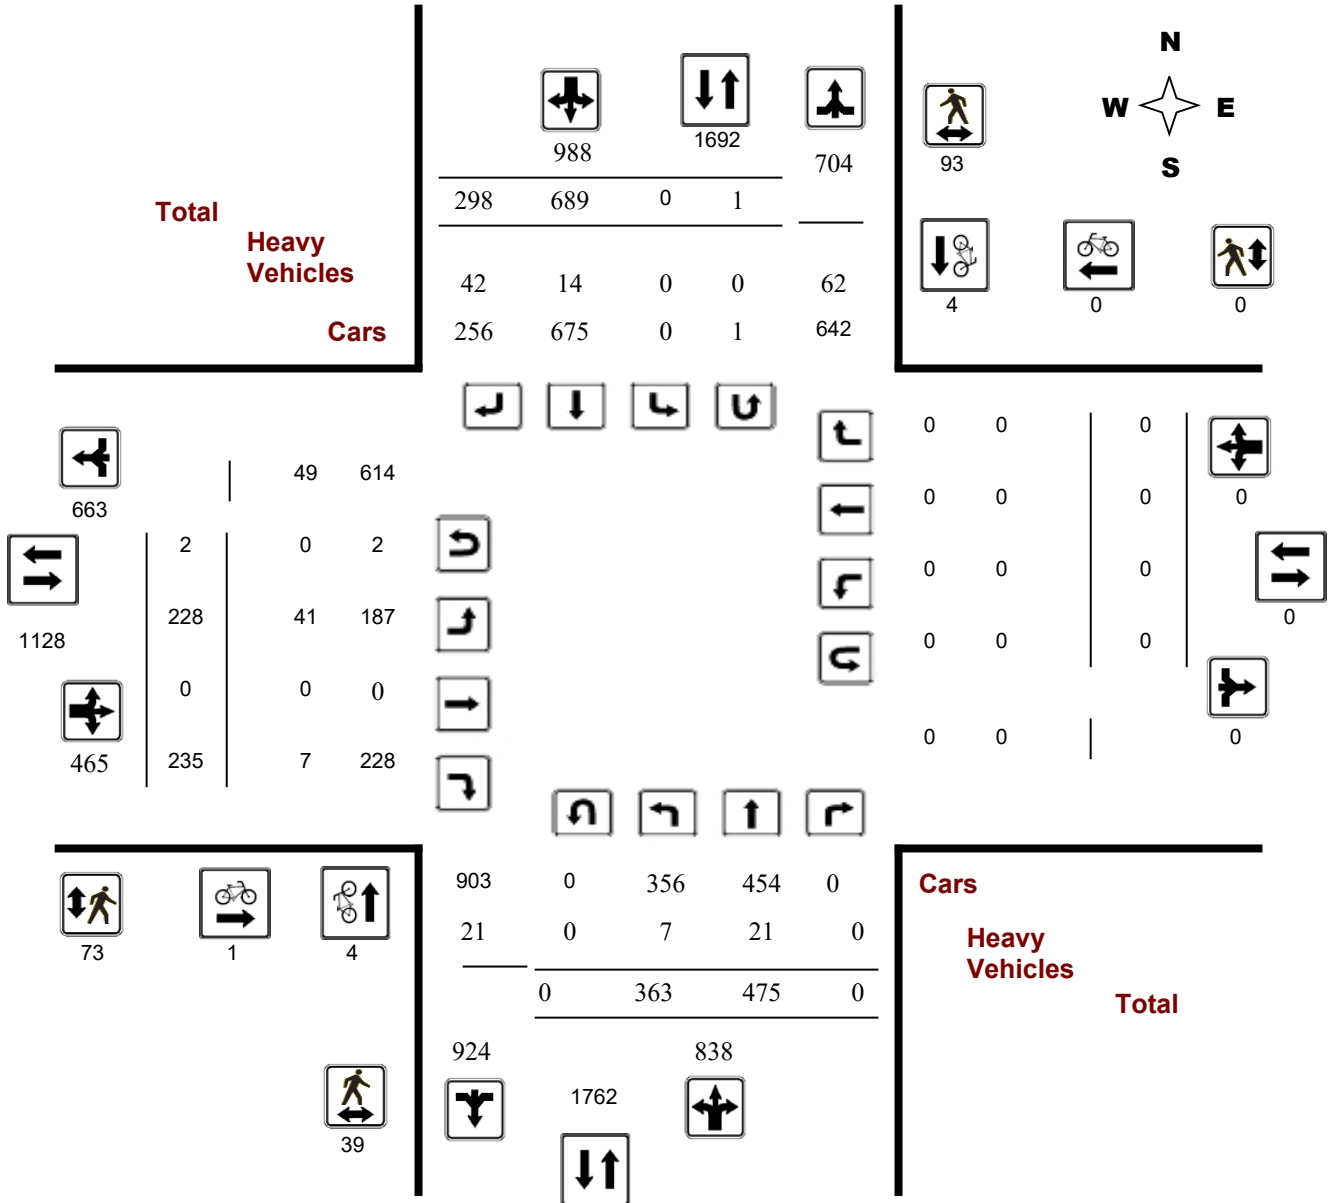 N
W E
S
988
1692
704
93
298 689 0 1
Total
Heavy
Vehicles
42 14 0 0 62
4 0 0
Cars
256 675 0 1 642
0 0 0
49 614
663
0 0 0
0
2 0 2
0 0 0
228 41 187
0
1128
0 0 0
0 0 0
465
235 7 228
0 0
0
903 0 356 454 0
Cars
21 0 7 21 0
Heavy
Vehicles
73 1 4
0 363 475 0
Total
924
838
1762
39